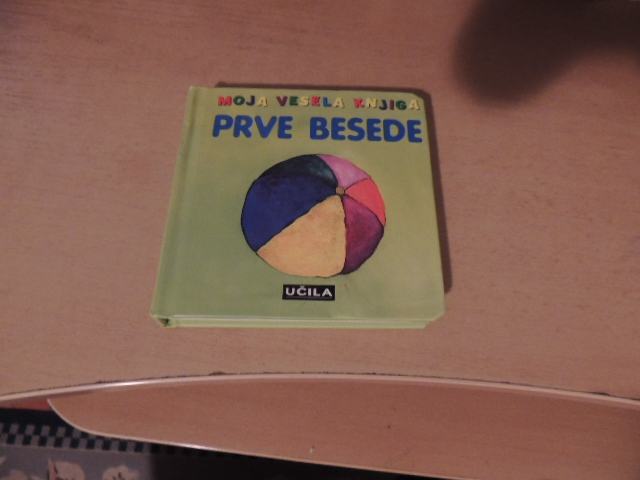 MOJA VESELA KNJIGA
PRVE BESEDE
UČILA